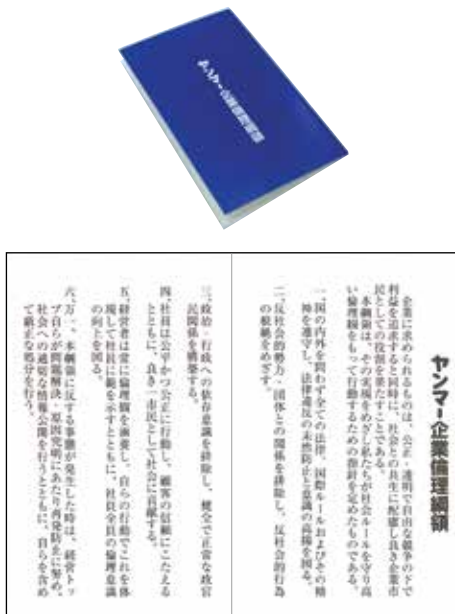 ヤンマー企業倫理綱領
ヤンマー企業倫理綱領
企業に求められるものは、公正・透明で自由な競争の下で
利益を追求すると同時に、社会との共生に配慮し良き企業市
民としての役割を果たすことである。
本綱領は、その実現をめざし私たちが社会ルールを守り高
い倫理観をもって行動するための指針を定めたものである。
一、国の内外を問わず全ての法律、国際ルールおよびその精
神を遵守し、法律違反の未然防止と意識の高揚を図る。
二、反社会的勢力・団体との関係を排除し、反社会的行為
の根絶をめざす。
三、政治・行政への依存意識を排除し、健全で正常な政官
民関係を構築する。
四、社員は公平かつ公正に行動し、顧客の信頼にこたえる
とともに、良き一市民として社会に貢献する。
五、経営者は常に倫理観を涵養し、自らの行動でこれを体
現して社員に範を示すとともに、社員全員の倫理意識
の向上を図る。
六、万一、本綱領に反する事態が発生した時は、経営トッ
プ自らが問題解決・原因究明にあたり再発防止に努め、
社会への適切な情報公開を行うとともに、自らを含め
て厳正な処分を行う。